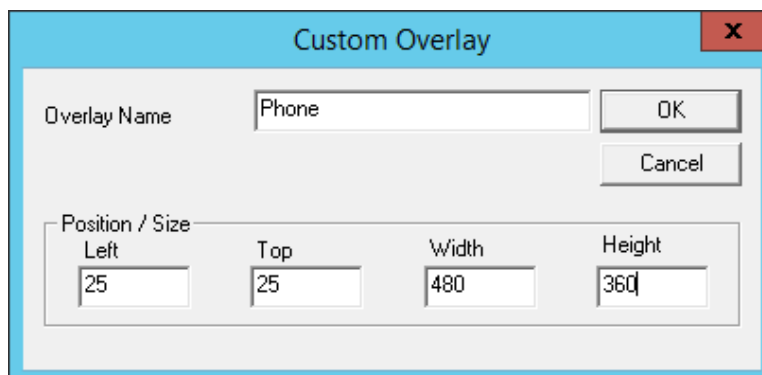 Custom Overlay
x
Overlay Name Phone OK
Cancel
Position / Size
Left Top Width Height
25 25 480 360